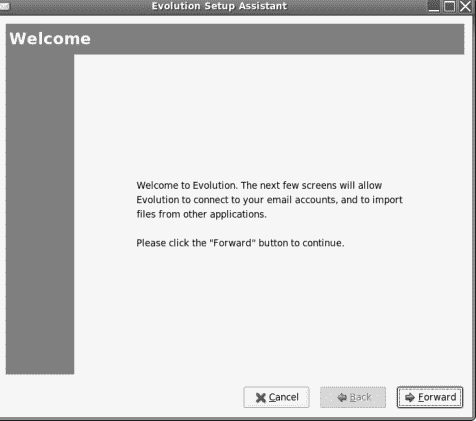 Evolution Setup Assistant
Welcome
Welcome to Evolution. The next few screens will allow
Evolution to connect to your email accounts, and to import
files from other applications.
Please click the "Forward" button to continue.
Cancel
Back
Forward